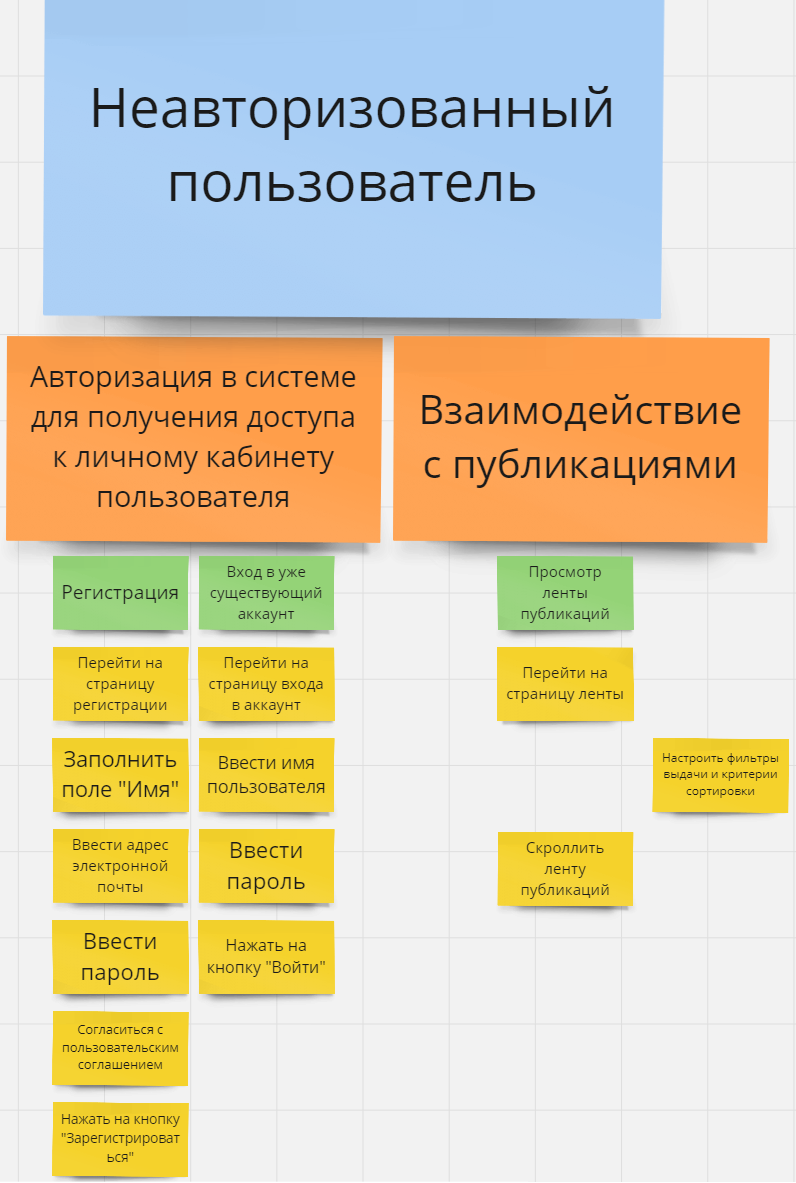 Неавторизованный
пользователь
Авторизация в системе
для получения доступа
к личному кабинету
пользователя
Взаимодействие
с публикациями
Регистрация
Вход в уже
существующий
аккаунт
Просмотр
ленты
публикаций
Перейти на
страницу
регистрации
Перейти на
страницу входа
в аккаунт
Перейти на
страницу ленты
Заполнить
поле "Имя"
Ввести имя
пользователя
Настроить фильтры
выдачи и критерии
сортировки
Ввести адрес
электронной
почты
Ввести
пароль
Скроллить
ленту
публикаций
Ввести
пароль
Нажать на
кнопку "Войти"
Согласиться с
пользовательским
соглашением
Нажать на кнопку
"Зарегистрироват
ься"